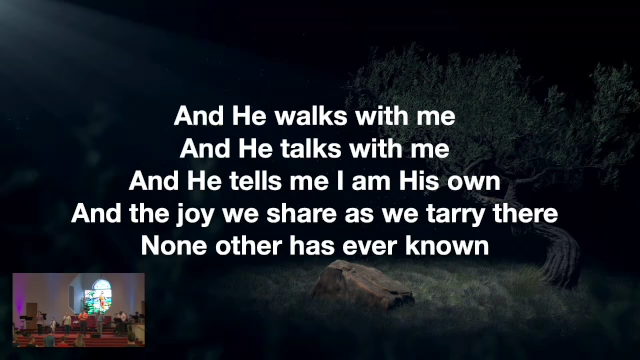 And He walks with me
And He talks with me
And He tells me I am His own
And the joy we share as we tarry there
None other has ever known